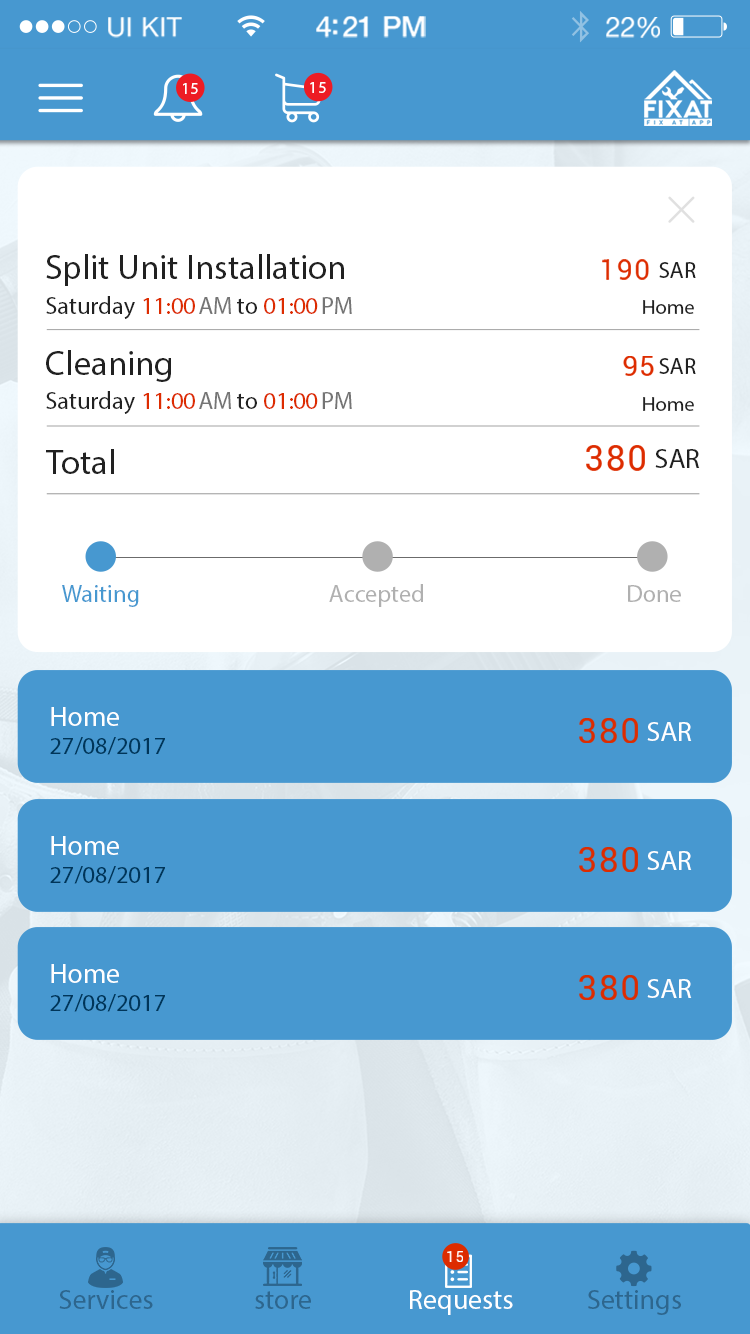 UI KIT 4:21 PM 22%
15 15 FIXAT
FIX AT APP
Split Unit Installation 190 SAR
Saturday 11:00 AM to 01:00 PM Home
Cleaning 95 SAR
Saturday 11:00 AM to 01:00 PM Home
Total 380 SAR
Waiting Accepted Done
Home
27/08/2017 380 SAR
Home
27/08/2017 380 SAR
Home
27/08/2017 380 SAR
15
Services store Requests Settings